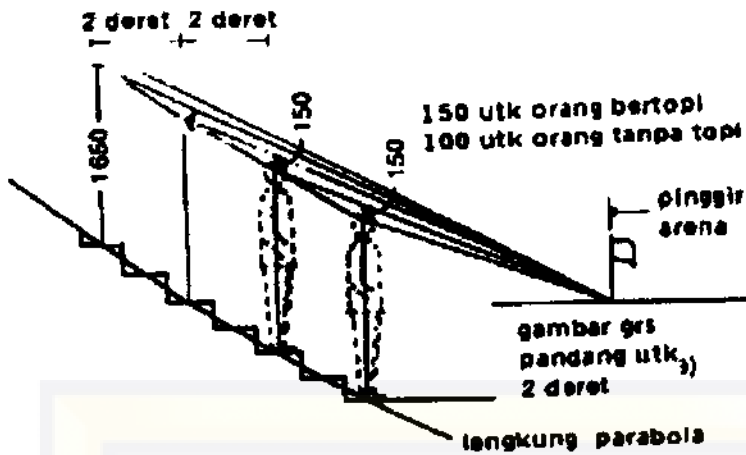 2 deret 2 deret
1650
150
150
150 utk orang bertopi
100 utk orang tanpa topi
pinggir
arena
gambar grs
pandang utk 3)
2 deret
lengkung parabola